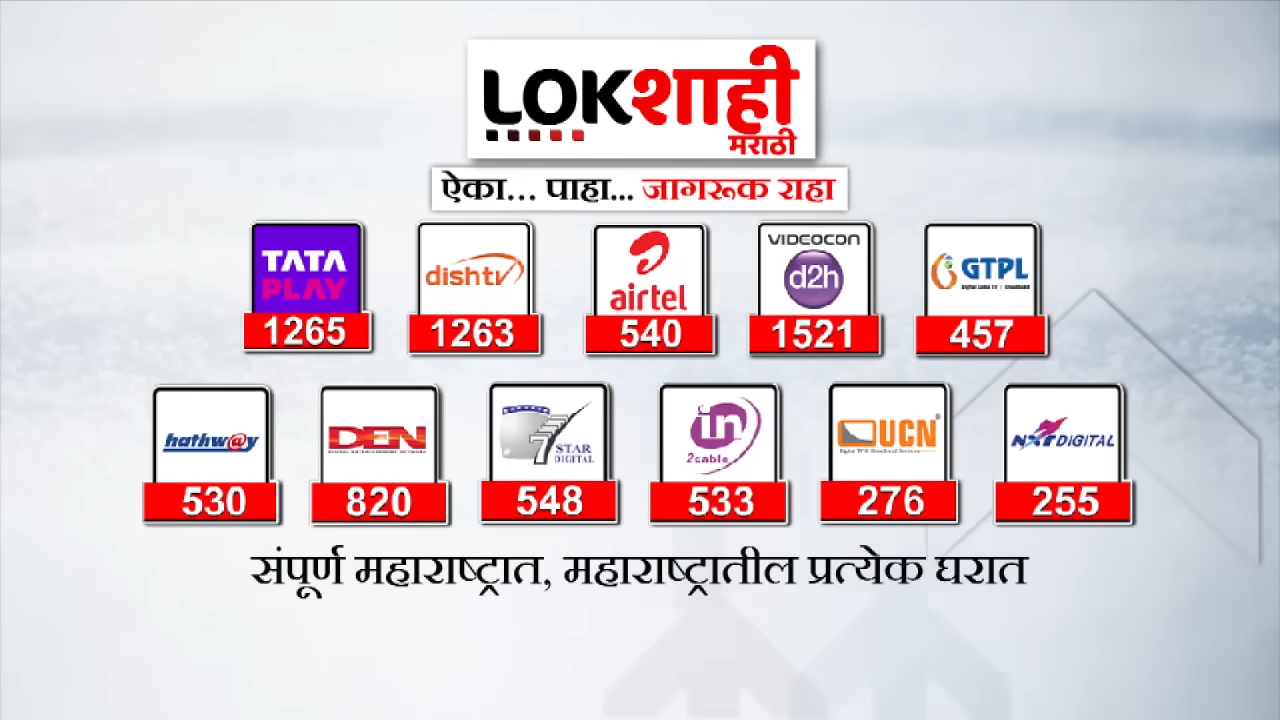 LOKशाही
मराठी
ऐका... पाहा... जागरूक राहा
TATA PLAY
dishtv
airtel
VIDEOCON d2h
GTPL
1265
1263
540
1521
457
hathw@y
DEN
7 STAR DIGITAL
in 2cable
UCN
NXT DIGITAL
530
820
548
533
276
255
संपूर्ण महाराष्ट्रात, महाराष्ट्रातील प्रत्येक घरात